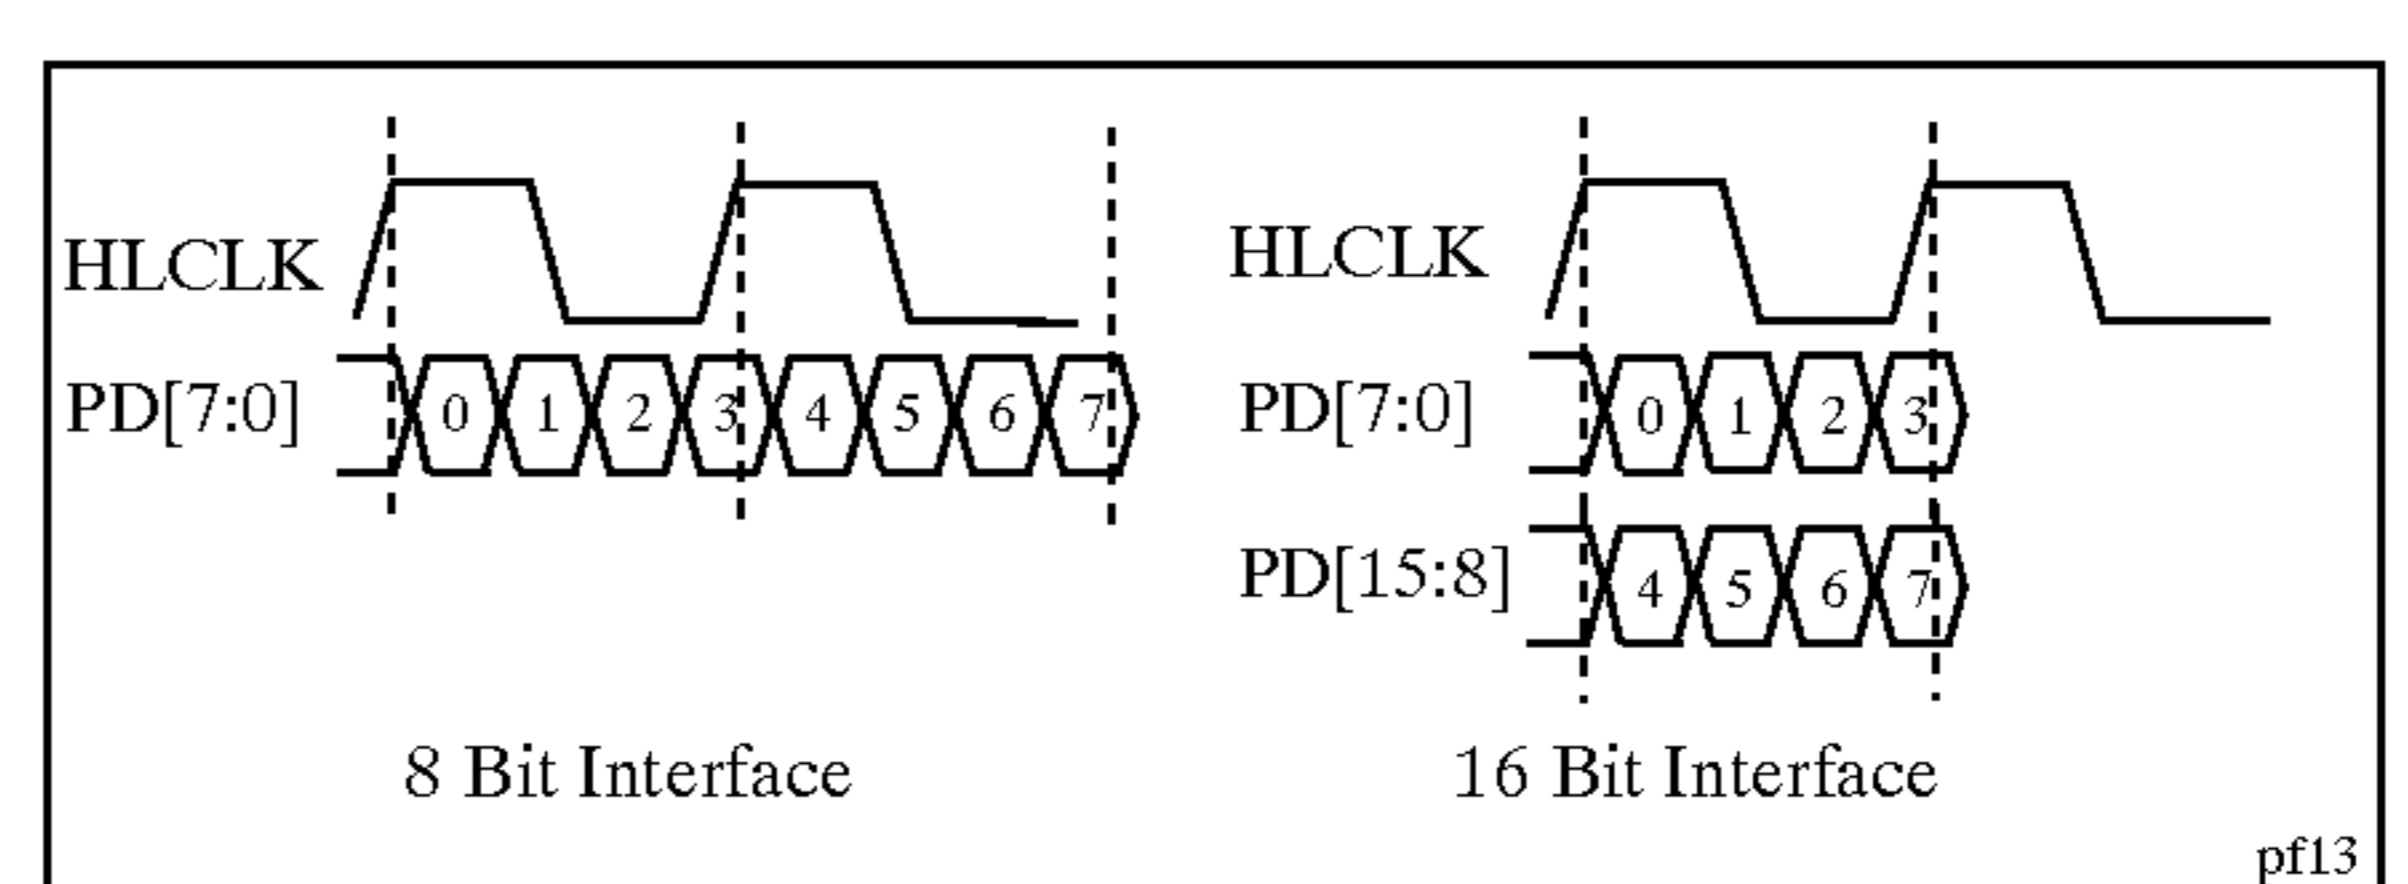 HLCLK
PD[7:0]
0 1 2 3 4 5 6 7
8 Bit Interface
HLCLK
PD[7:0]
0 1 2 3
PD[15:8]
4 5 6 7
16 Bit Interface
pf13